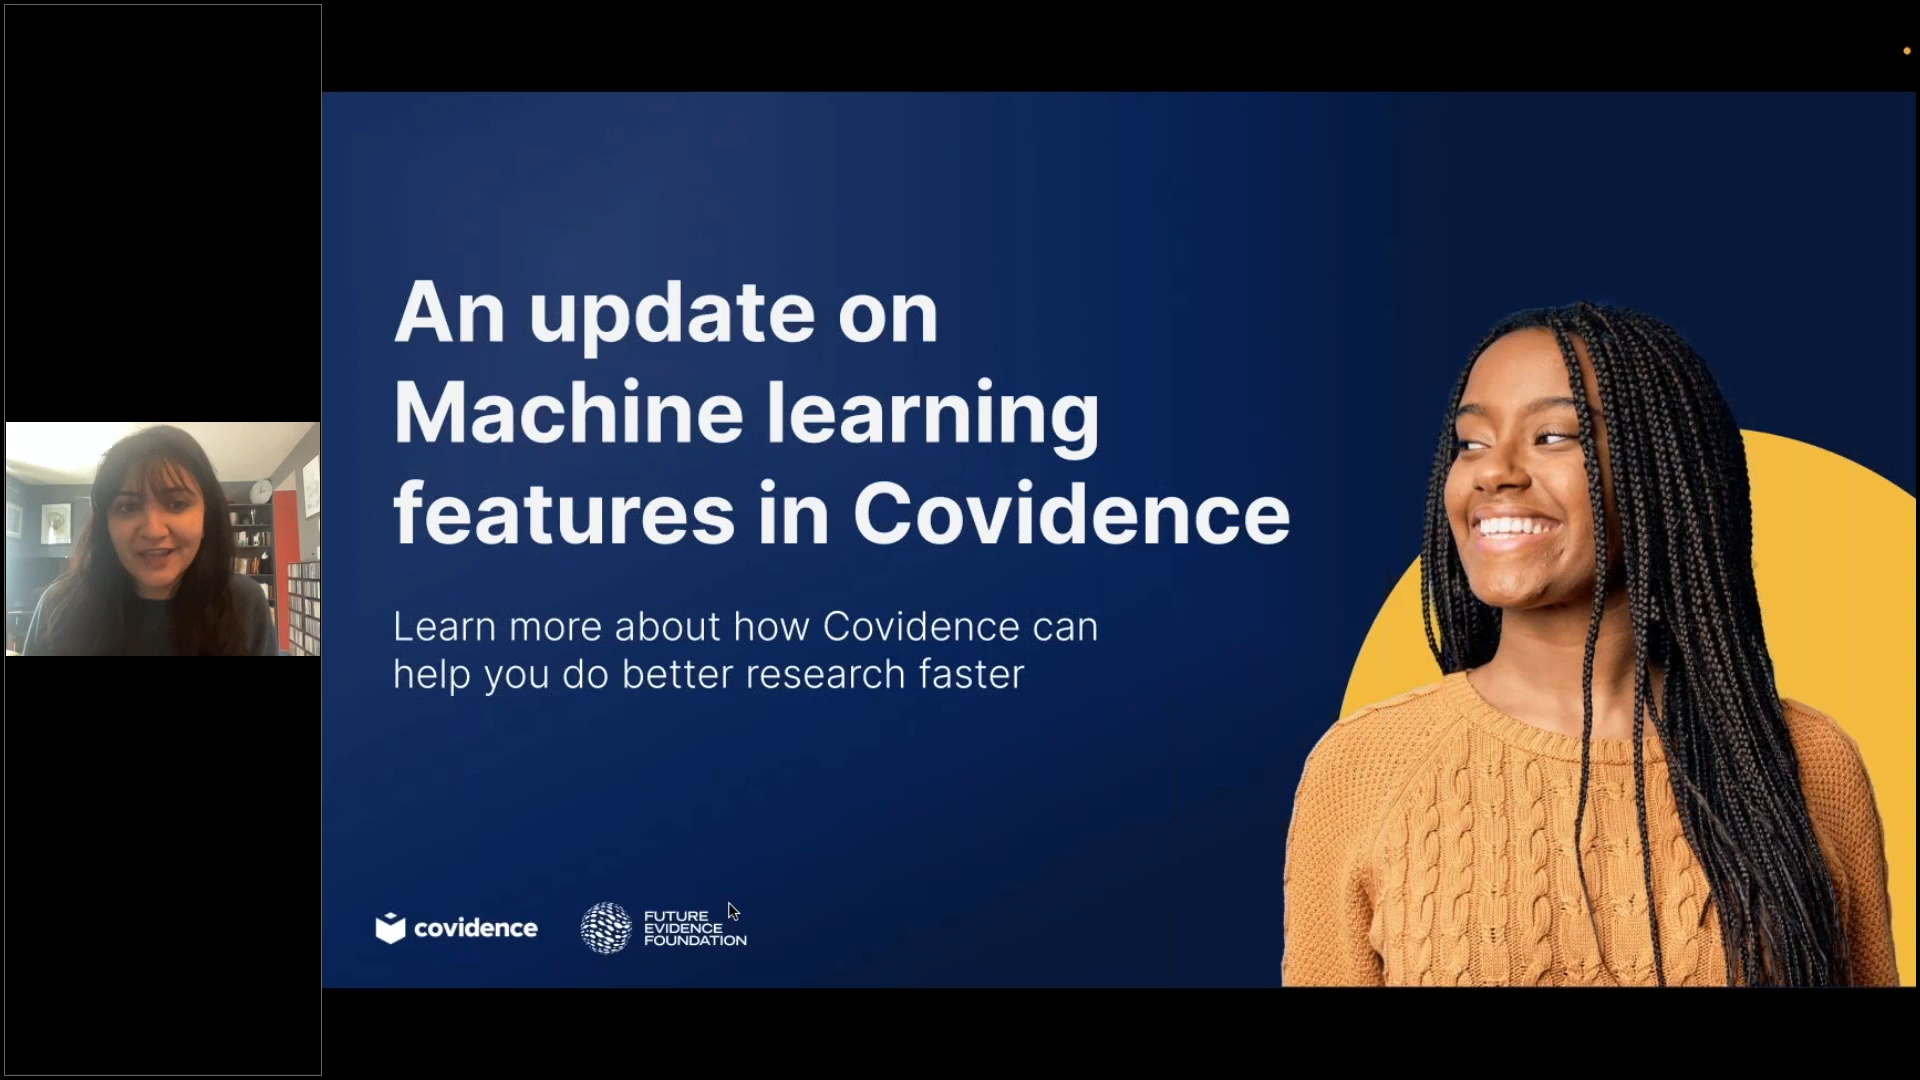 An update on
Machine learning
features in Covidence
Learn more about how Covidence can
help you do better research faster
covidence
FUTURE
EVIDENCE
FOUNDATION